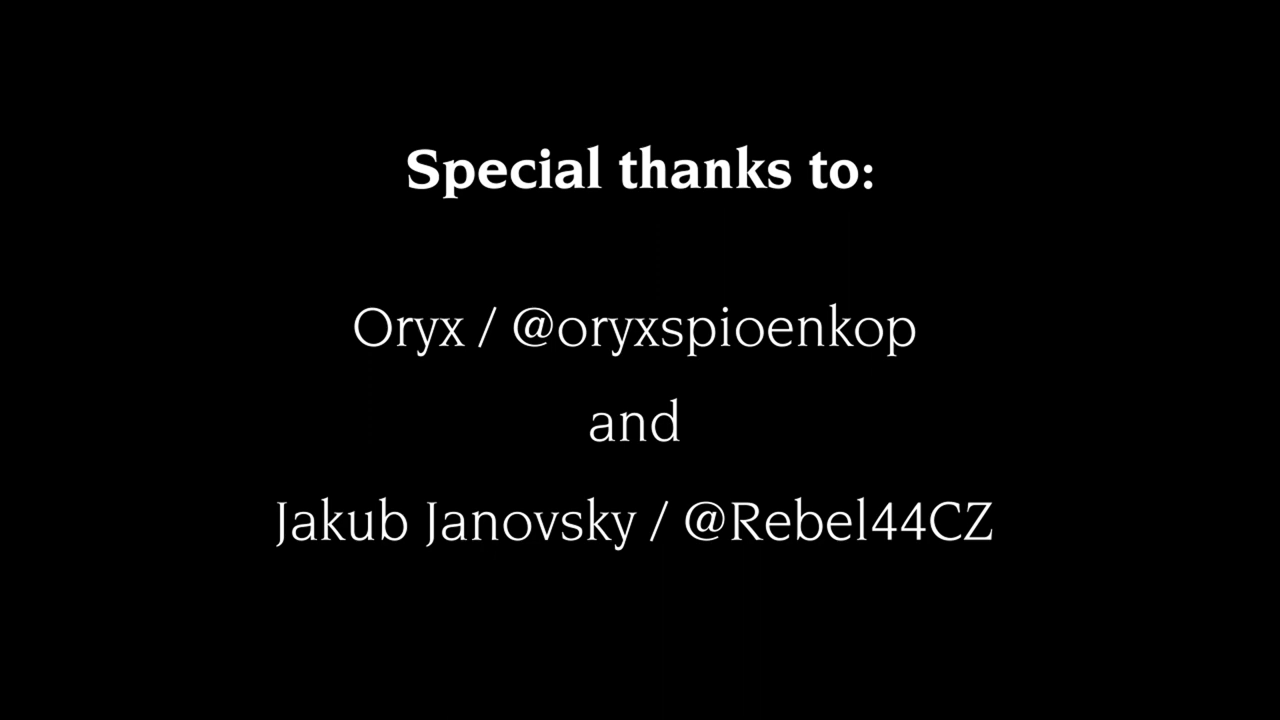 Special thanks to:
Oryx / @oryxspioenkop
and
Jakub Janovsky / @Rebel44CZ